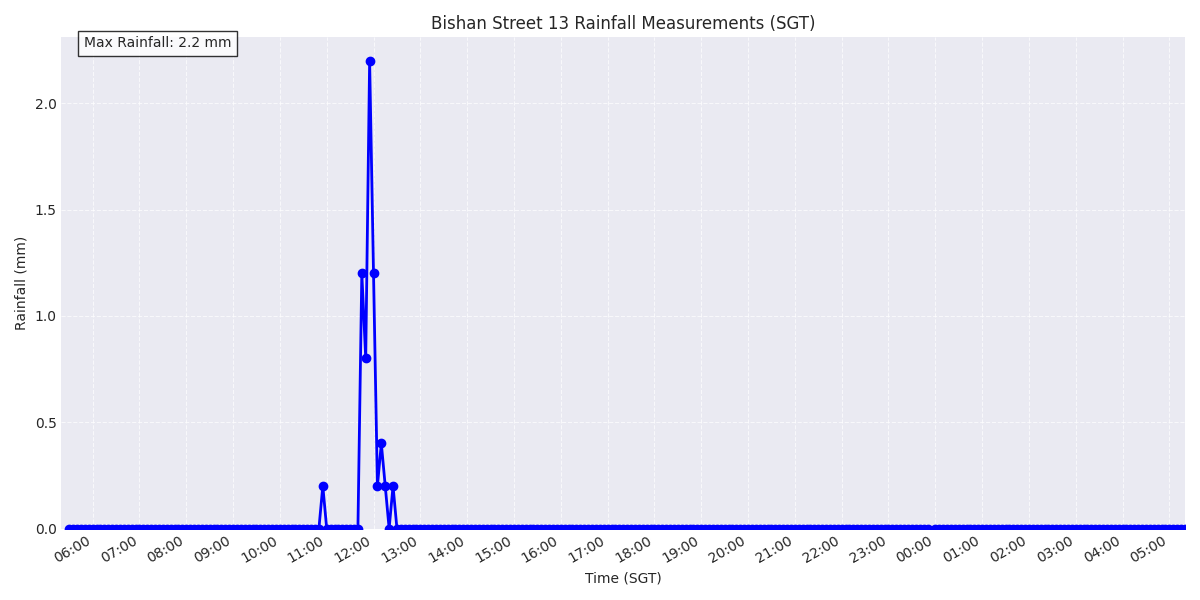 Bishan Street 13 Rainfall Measurements (SGT)
Max Rainfall: 2.2 mm
2.0
1.5
1.0
0.5
0.0
Rainfall (mm)
06:00 07:00 08:00 09:00 10:00 11:00 12:00 13:00 14:00 15:00 16:00 17:00 18:00 19:00 20:00 21:00 22:00 23:00 00:00 01:00 02:00 03:00 04:00 05:00
Time (SGT)